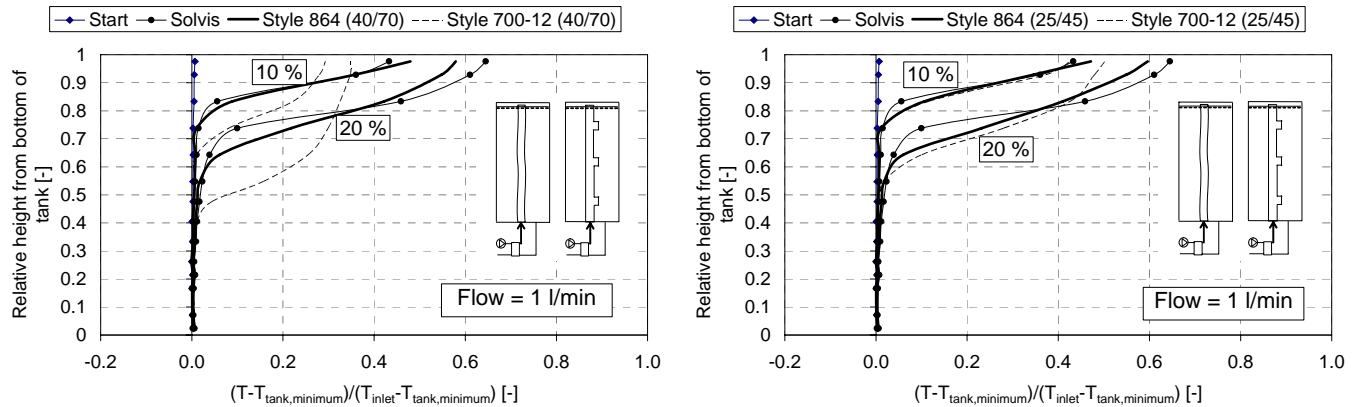 Start Solvis Style 864 (40/70) Style 700-12 (40/70)
1
0.9
0.8
0.7
0.6
0.5
0.4
0.3
0.2
0.1
0
Relative height from bottom of
tank [-]
10 %
20 %
Flow = 1 l/min
-0.2 0.0 0.2 0.4 0.6 0.8 1.0
(T-Ttank,minimum)/(Tinlet-Ttank,minimum) [-]
Start Solvis Style 864 (25/45) Style 700-12 (25/45)
1
0.9
0.8
0.7
0.6
0.5
0.4
0.3
0.2
0.1
0
Relative height from bottom of
tank [-]
10 %
20 %
Flow = 1 l/min
-0.2 0.0 0.2 0.4 0.6 0.8 1.0
(T-Ttank,minimum)/(Tinlet-Ttank,minimum) [-]